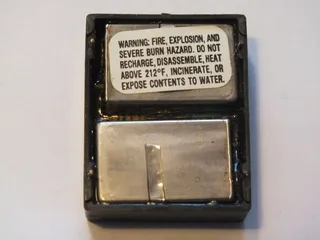 WARNING: FIRE, EXPLOSION, AND
SEVERE BURN HAZARD. DO NOT
RECHARGE, DISASSEMBLE, HEAT
ABOVE 212°F, INCINERATE, OR
EXPOSE CONTENTS TO WATER.